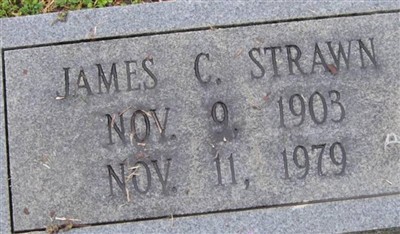 JAMES C. STRAWN
NOV. 9, 1903
NOV. 11, 1979